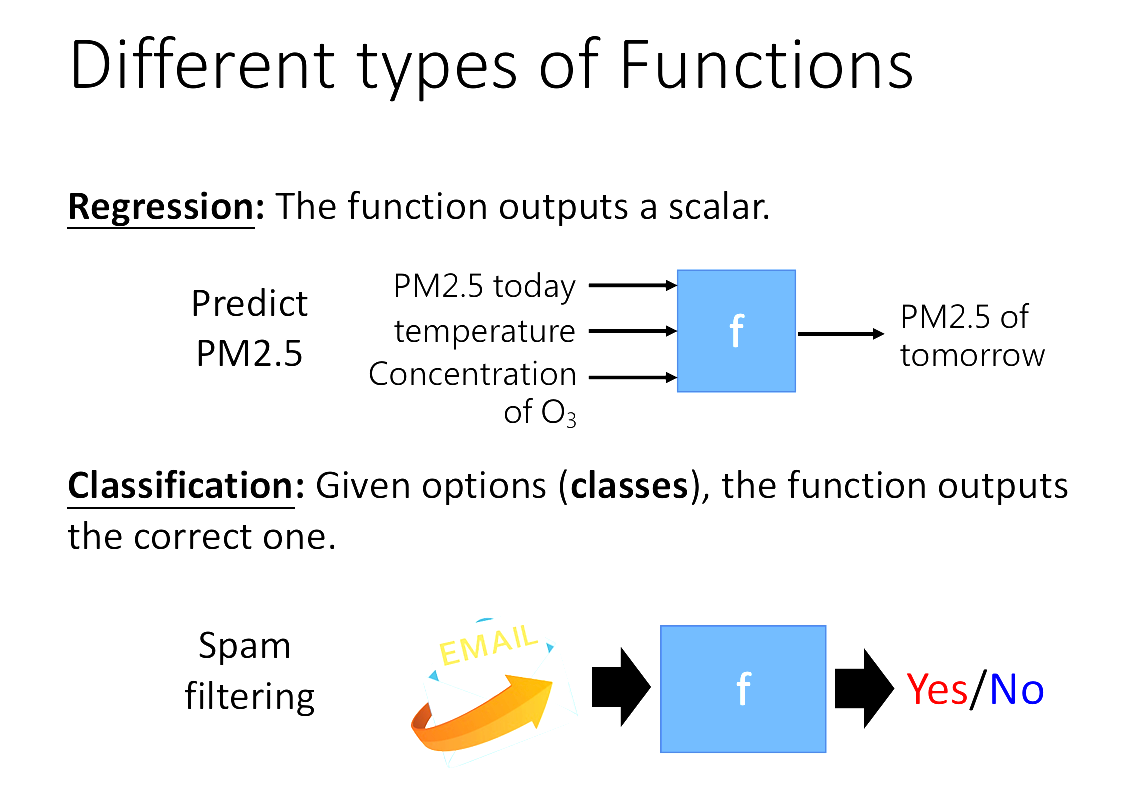 Different types of Functions
Regression: The function outputs a scalar.
Predict
PM2.5
PM2.5 today
temperature
Concentration
of O₃
f
PM2.5 of
tomorrow
Classification: Given options (classes), the function outputs
the correct one.
Spam
filtering
EMAIL
f
Yes/No